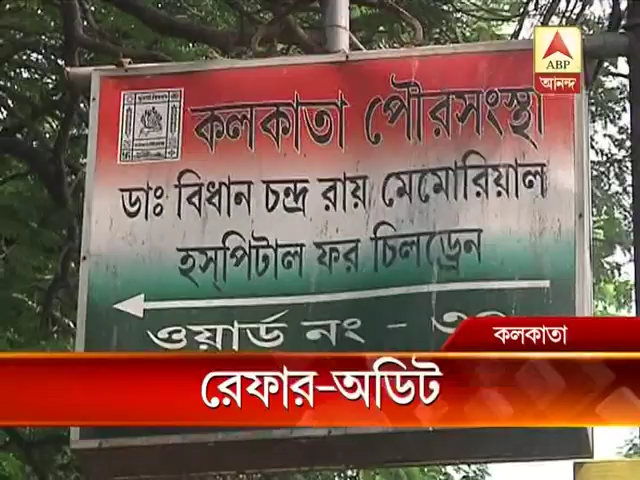 ABP
আনন্দ
কলকাতা পৌরসংস্থা
ডাঃ বিধান চন্দ্র রায় মেমোরিয়াল
হস্পিটাল ফর চিলড্রেন
ওয়ার্ড নং -
কলকাতা
রেফার-অডিট